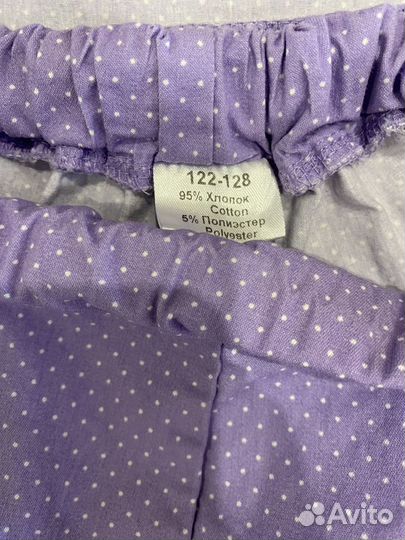 122-128
95% Хлопок
Cotton
5% Полиэстер
Polyester
Avito